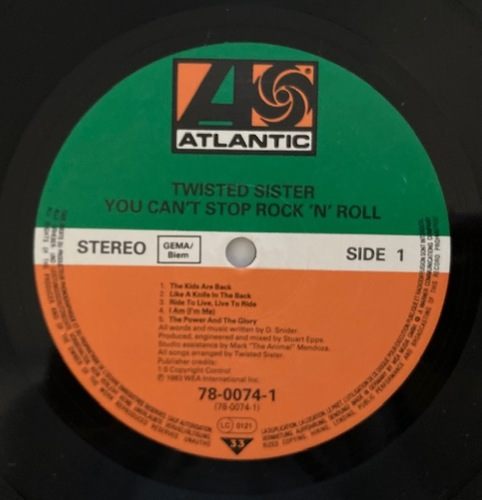 ATLANTIC
TWISTED SISTER
YOU CAN'T STOP ROCK 'N' ROLL
STEREO
GEMA/
Biem
SIDE 1
1. The Kids Are Back
2. Like A Knife In The Back
3. Ride To Live, Live To Ride
4. I Am (I'm Me)
5. The Power And The Glory
All words and music written by D. Snider.
Produced, engineered and mixed by Stuart Epps.
Studio assistance by Mark "The Animal" Mendoza.
All songs arranged by Twisted Sister.
Publisher credits:
1-5 Copyright Control
℗ 1983 WEA International Inc.
78-0074-1
(78-0074-1)
LC 0121
33